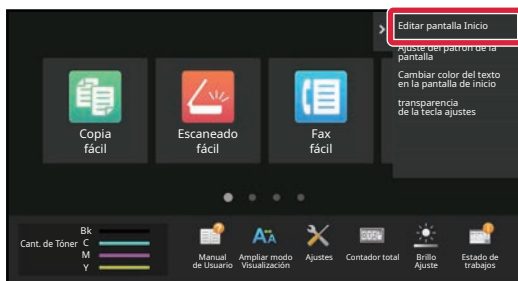 Editar pantalla Inicio
Ajuste del patrón de la
pantalla
Cambiar color del texto
en la pantalla de inicio
transparencia
de la tecla ajustes
Copia
fácil
Escaneado
fácil
Fax
fácil
Cant. de Tóner
Bk
C
M
Y
Manual
de Usuario
Ampliar modo
Visualización
Ajustes
Contador total
Brillo
Ajuste
Estado de
trabajos